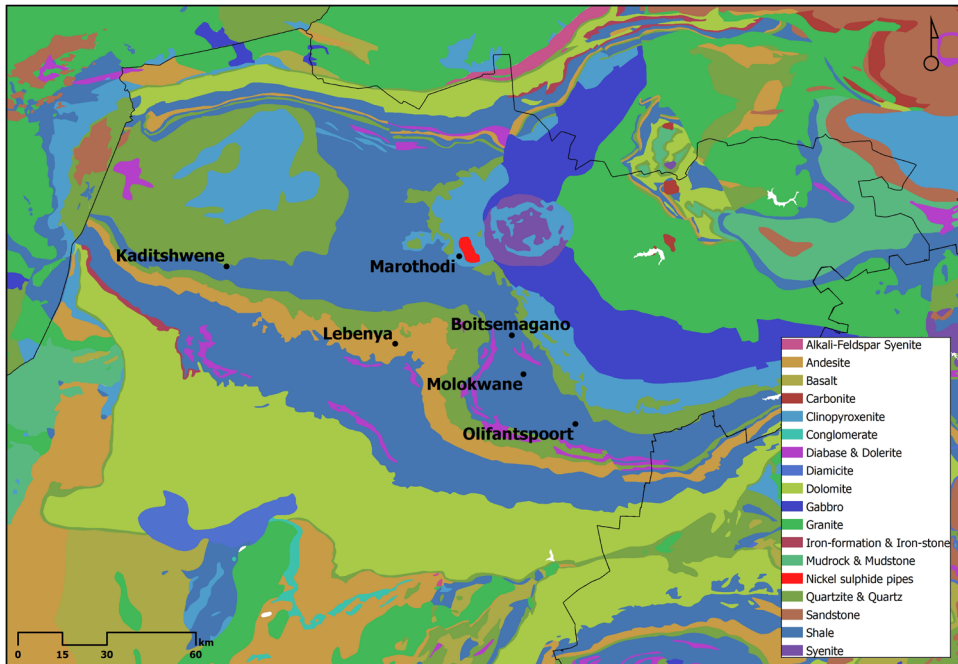 Kaditshwene
Marothodi
Lebenya
Boitsemagano
Molokwane
Olifantspoort
Alkali-Feldspar Syenite
Andesite
Basalt
Carbonite
Clinopyroxenite
Conglomerate
Diabase & Dolerite
Diamicite
Dolomite
Gabbro
Granite
Iron-formation & Iron-stone
Mudrock & Mudstone
Nickel sulphide pipes
Quartzite & Quartz
Sandstone
Shale
Syenite
km
0 15 30 60